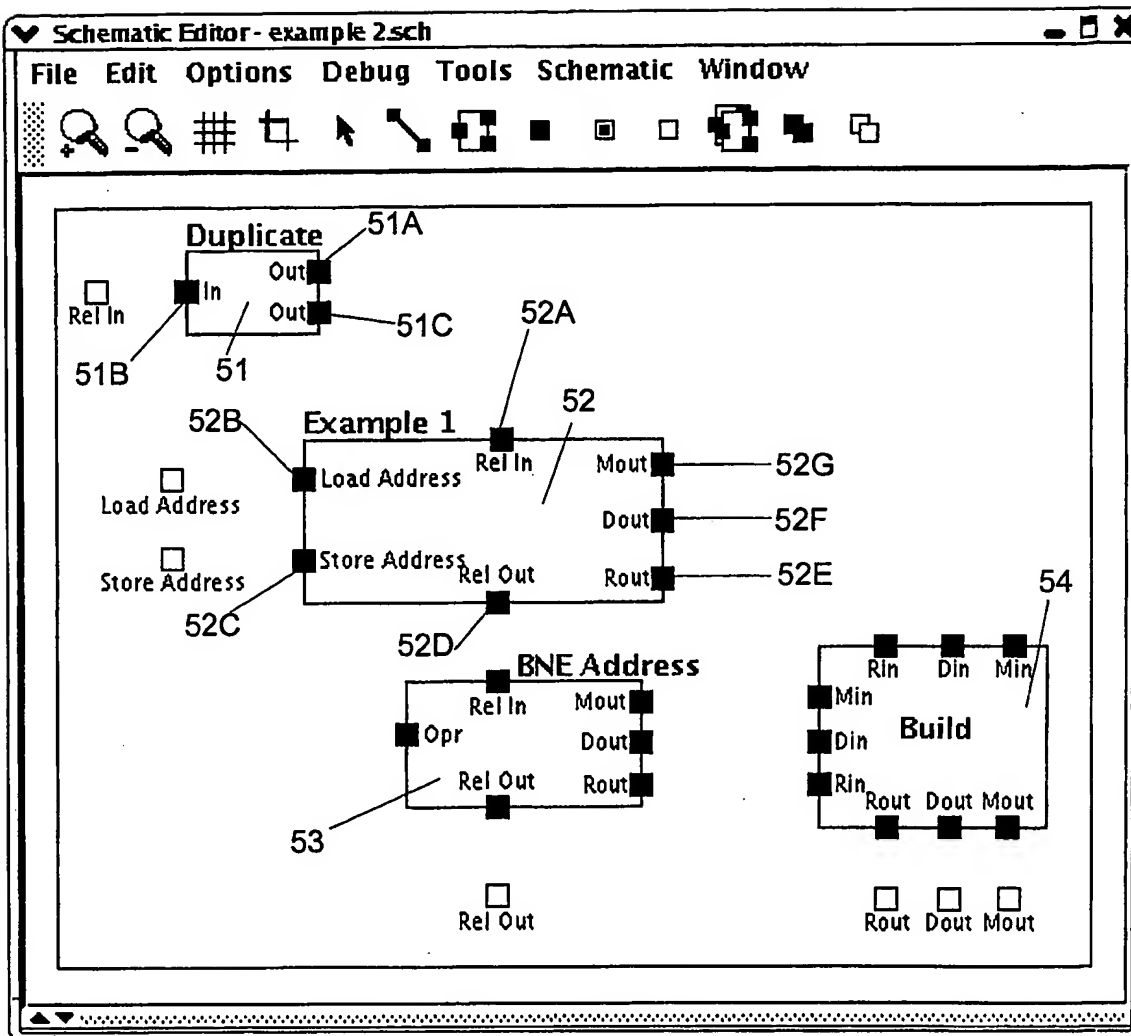 Schematic Editor - example 2.sch
File Edit Options Debug Tools Schematic Window
Duplicate
51A
Out
In
Rel In
Out
51C
51B
51
52A
52B
Example 1
52
Rel In
Mout
52G
Load Address
Load Address
Dout
52F
Store Address
Store Address
Rel Out
Rout
52E
52C
52D
54
BNE Address
Rel In
Mout
Opr
Dout
Rel Out
Rout
53
Rin Din Min
Min
Build
Din
Rin
Rout Dout Mout
Rel Out
Rout Dout Mout